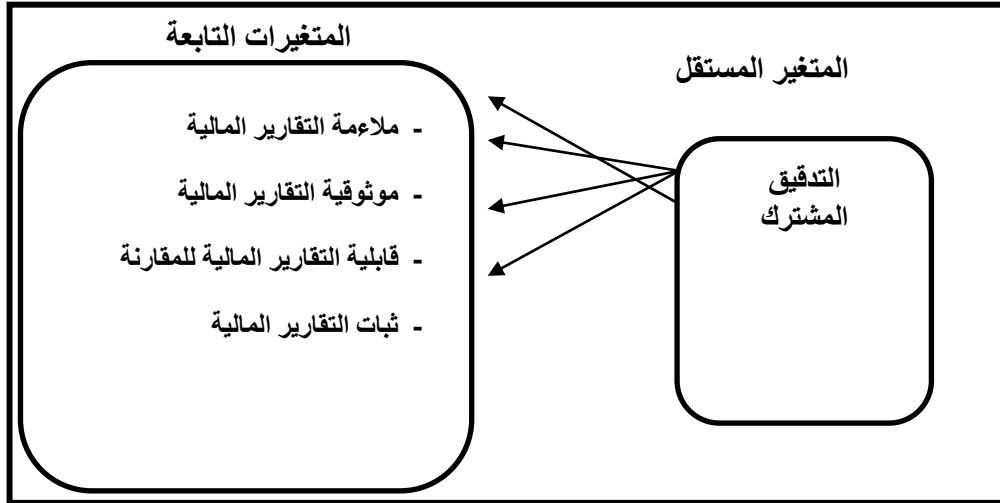 المتغير المستقل
التدقيق
المشترك
المتغيرات التابعة
- ملاءمة التقارير المالية
- موثوقية التقارير المالية
- قابلية التقارير المالية للمقارنة
- ثبات التقارير المالية